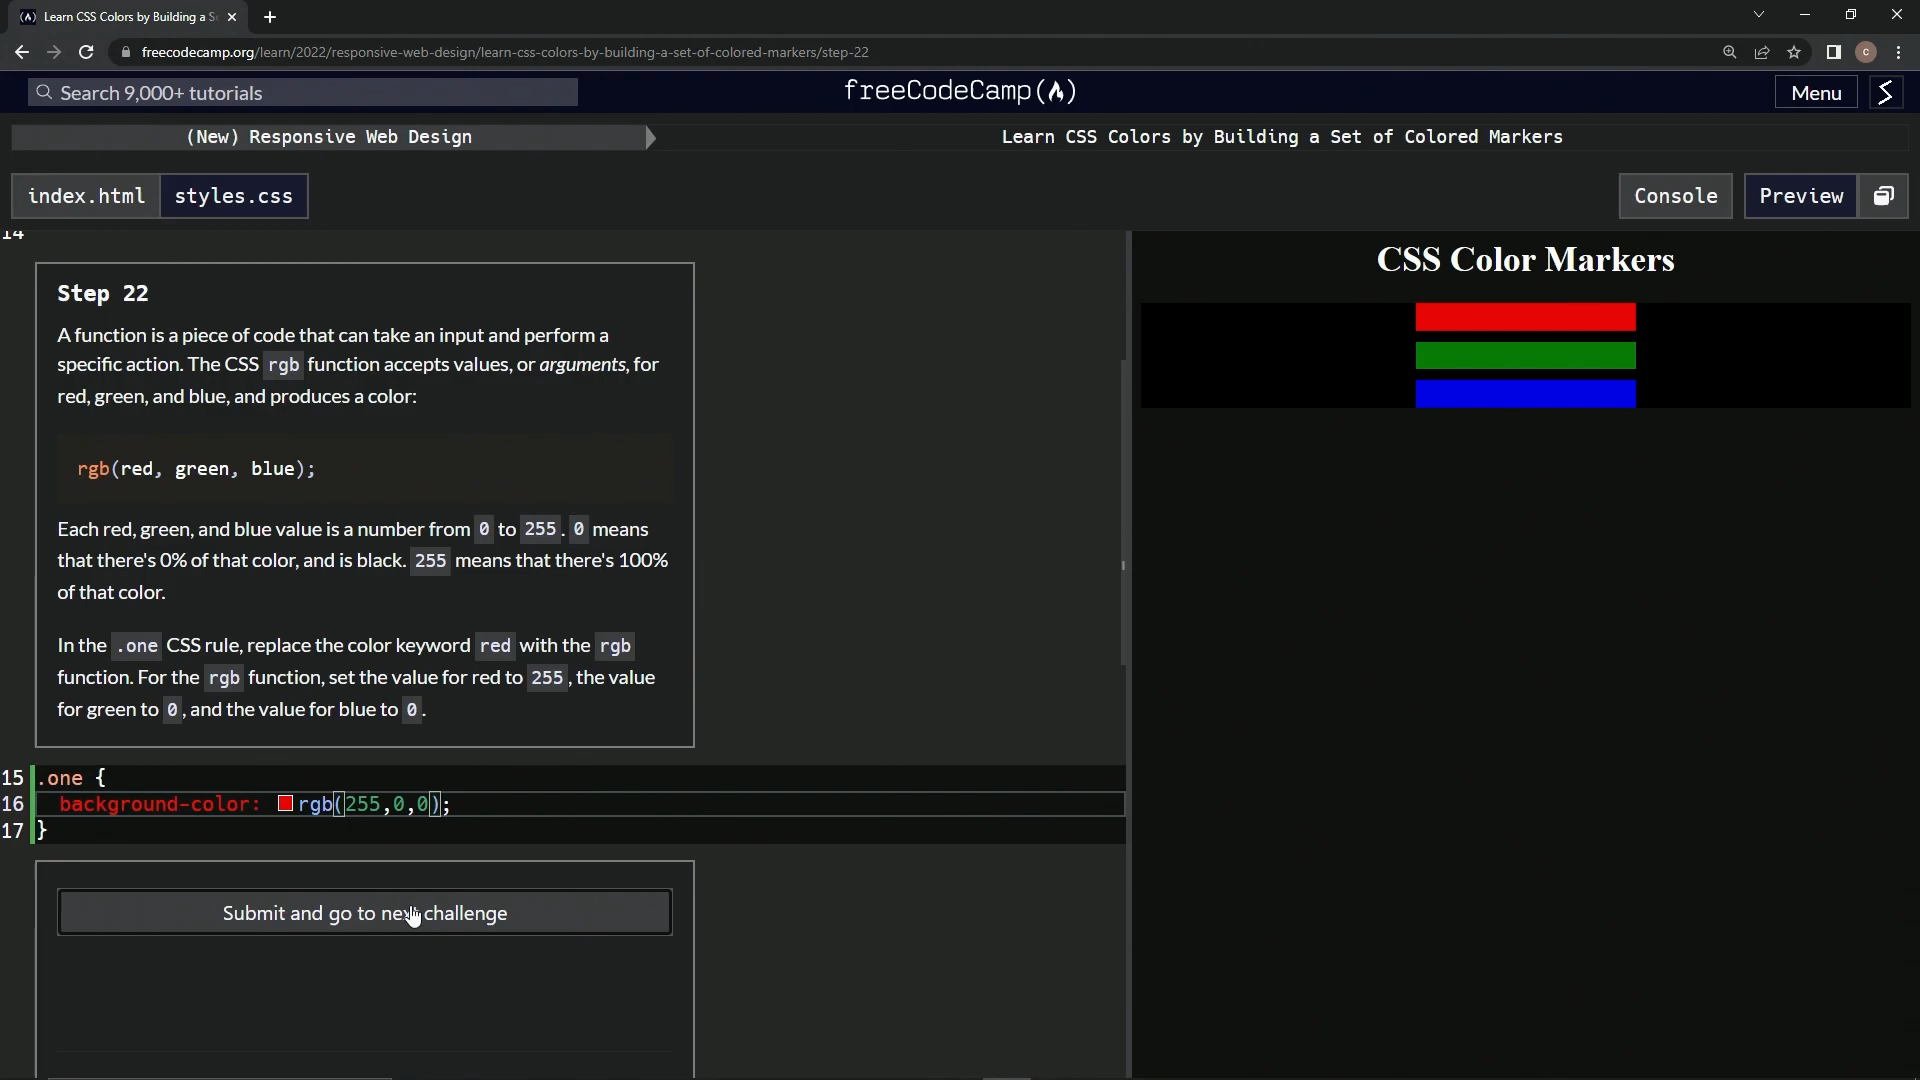 Learn CSS Colors by Building a S
freecodecamp.org/learn/2022/responsive-web-design/learn-css-colors-by-building-a-set-of-colored-markers/step-22
c
Search 9,000+ tutorials
freeCodeCamp(🔥)
Menu
(New) Responsive Web Design
Learn CSS Colors by Building a Set of Colored Markers
index.html
styles.css
Console
Preview
14
Step 22
A function is a piece of code that can take an input and perform a
specific action. The CSS rgb function accepts values, or arguments, for
red, green, and blue, and produces a color:
rgb(red, green, blue);
Each red, green, and blue value is a number from 0 to 255. 0 means
that there's 0% of that color, and is black. 255 means that there's 100%
of that color.
In the .one CSS rule, replace the color keyword red with the rgb
function. For the rgb function, set the value for red to 255, the value
for green to 0, and the value for blue to 0.
15 .one {
16 background-color: rgb(255,0,0);
17 }
Submit and go to next challenge
CSS Color Markers